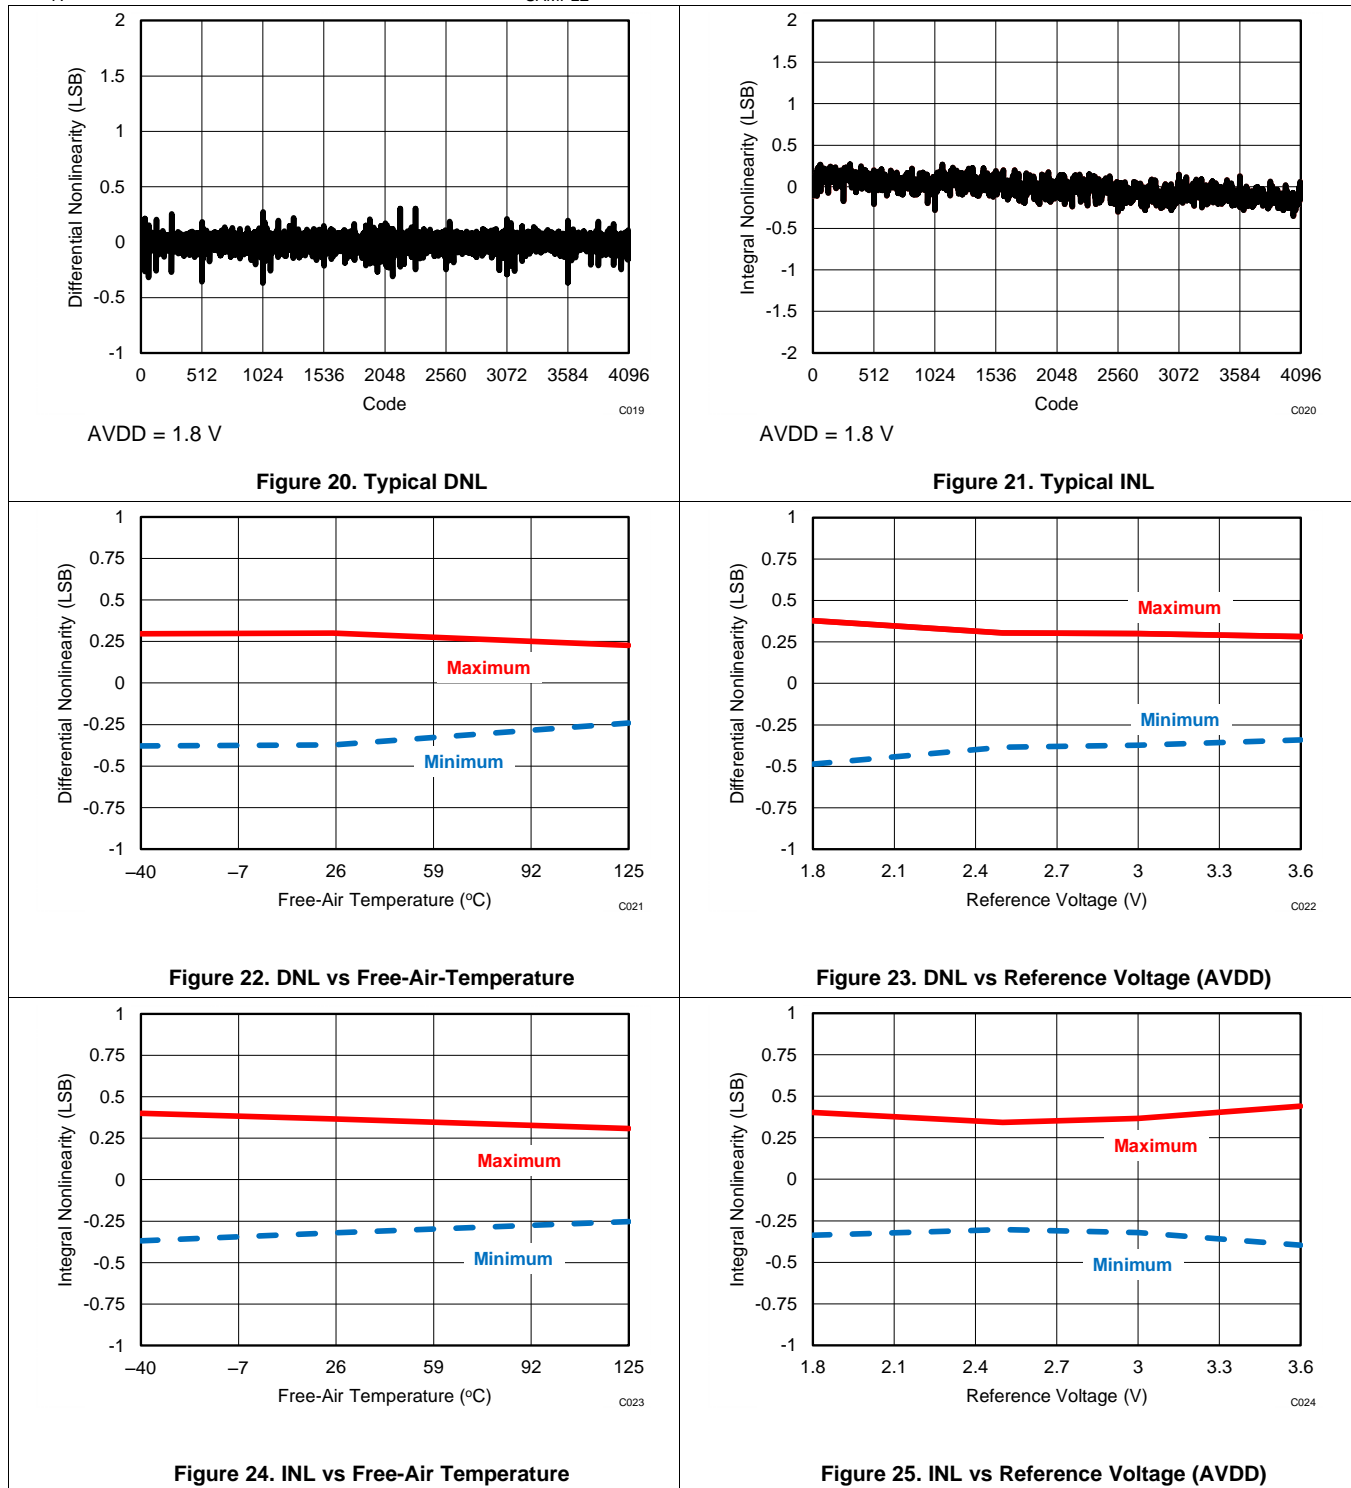 2
1.5
1
0.5
0
-0.5
-1
Differential Nonlinearity (LSB)
0 512 1024 1536 2048 2560 3072 3584 4096
Code
C019
AVDD = 1.8 V
Figure 20. Typical DNL
2
1.5
1
0.5
0
-0.5
-1
-1.5
-2
Integral Nonlinearity (LSB)
0 512 1024 1536 2048 2560 3072 3584 4096
Code
C020
AVDD = 1.8 V
Figure 21. Typical INL
1
0.75
0.5
0.25
0
-0.25
-0.5
-0.75
-1
Differential Nonlinearity (LSB)
Maximum
Minimum
–40 –7 26 59 92 125
Free-Air Temperature (°C)
C021
Figure 22. DNL vs Free-Air-Temperature
1
0.75
0.5
0.25
0
-0.25
-0.5
-0.75
-1
Differential Nonlinearity (LSB)
Maximum
Minimum
1.8 2.1 2.4 2.7 3 3.3 3.6
Reference Voltage (V)
C022
Figure 23. DNL vs Reference Voltage (AVDD)
1
0.75
0.5
0.25
0
-0.25
-0.5
-0.75
-1
Integral Nonlinearity (LSB)
Maximum
Minimum
–40 –7 26 59 92 125
Free-Air Temperature (°C)
C023
Figure 24. INL vs Free-Air Temperature
1
0.75
0.5
0.25
0
-0.25
-0.5
-0.75
-1
Integral Nonlinearity (LSB)
Maximum
Minimum
1.8 2.1 2.4 2.7 3 3.3 3.6
Reference Voltage (V)
C024
Figure 25. INL vs Reference Voltage (AVDD)